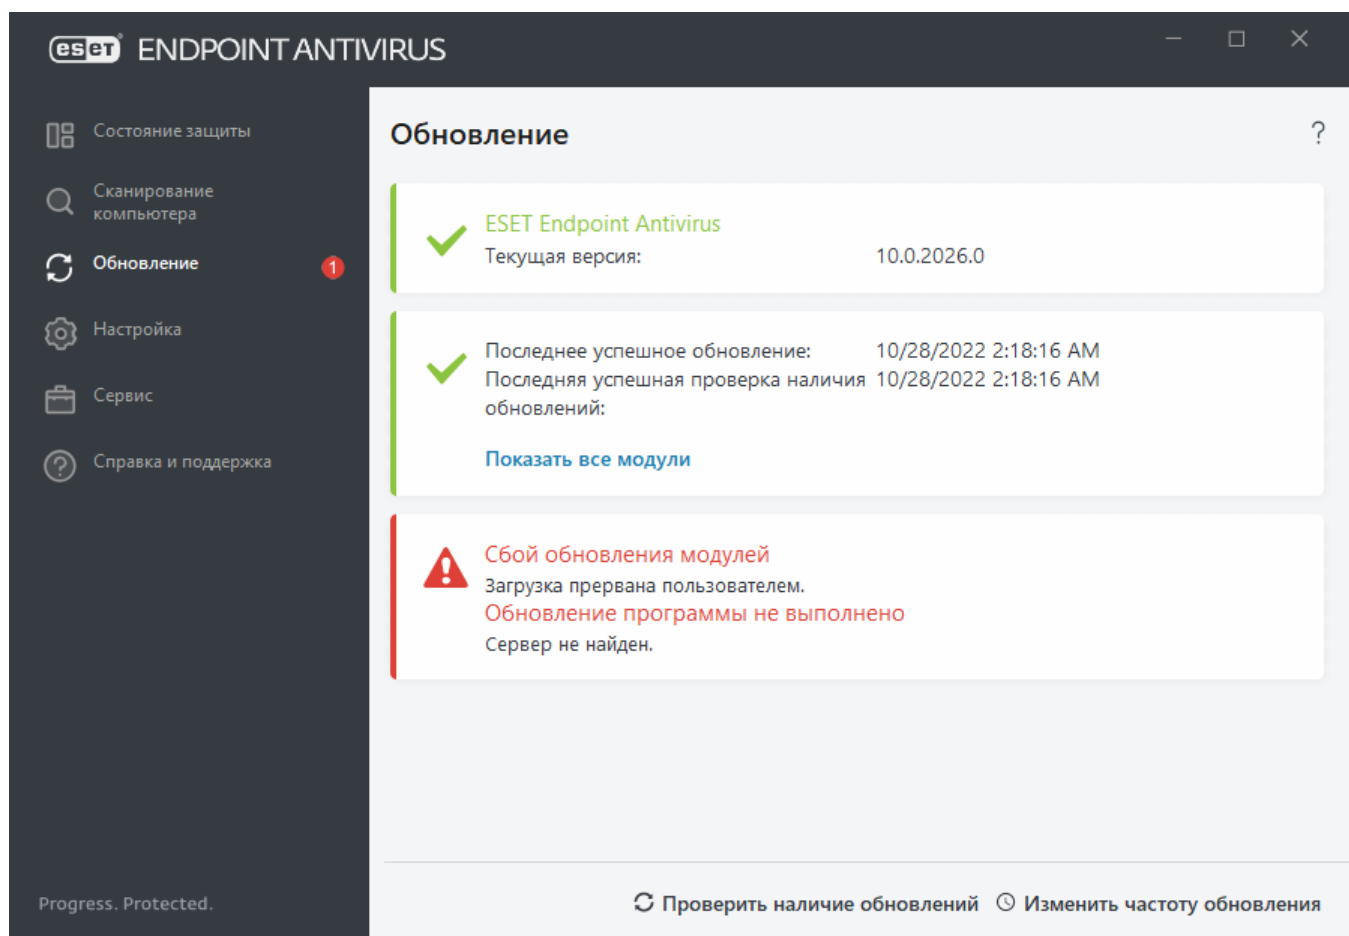 eset ENDPOINT ANTIVIRUS
Состояние защиты
Сканирование
компьютера
Обновление 1
Настройка
Сервис
Справка и поддержка
Progress. Protected.
Обновление ?
ESET Endpoint Antivirus
Текущая версия: 10.0.2026.0
Последнее успешное обновление: 10/28/2022 2:18:16 AM
Последняя успешная проверка наличия 10/28/2022 2:18:16 AM
обновлений:
Показать все модули
Сбой обновления модулей
Загрузка прервана пользователем.
Обновление программы не выполнено
Сервер не найден.
Проверить наличие обновлений Изменить частоту обновления